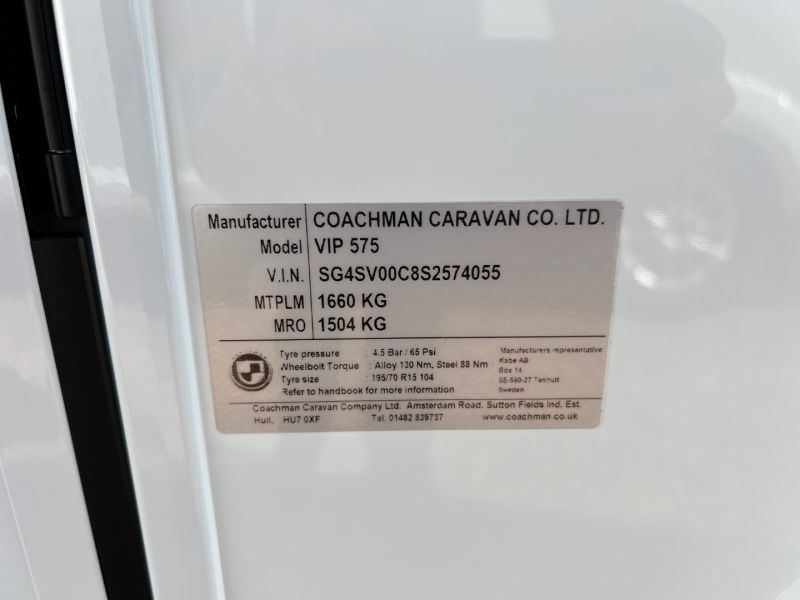 Manufacturer COACHMAN CARAVAN CO. LTD.
Model VIP 575
V.I.N. SG4SV00C8S2574055
MTPLM 1660 KG
MRO 1504 KG
Tyre pressure : 4.5 Bar / 65 Psi
Wheelbolt Torque : Alloy 130 Nm, Steel 88 Nm
Tyre size : 195/70 R15 104
Refer to handbook for more information
Manufacturers representative:
Kabe AB
Box 14
SE-560-27 Tenhult
Sweden
Coachman Caravan Company Ltd. Amsterdam Road, Sutton Fields Ind. Est.
Hull. HU7 0XF Tel. 01482 839737 www.coachman.co.uk